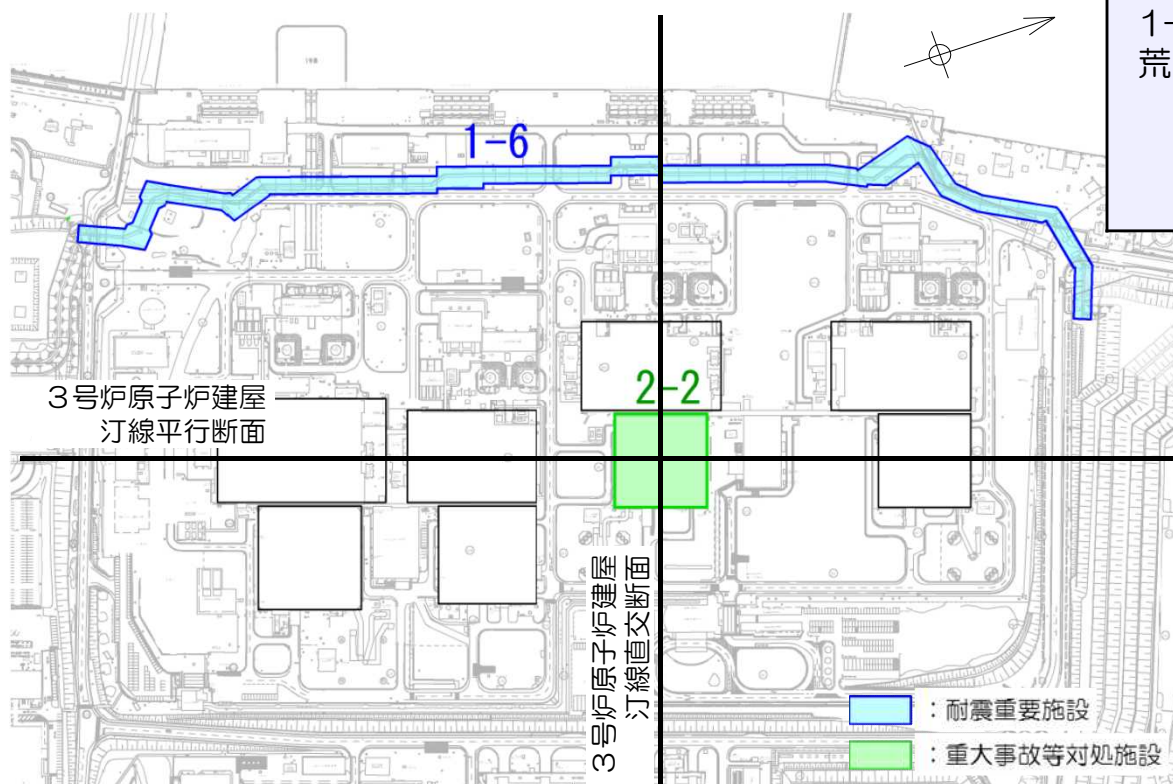 1-
荒
1-6
2-2
3号炉原子炉建屋
汀線平行断面
3号炉原子炉建屋
汀線直交断面
：耐震重要施設
：重大事故等対処施設